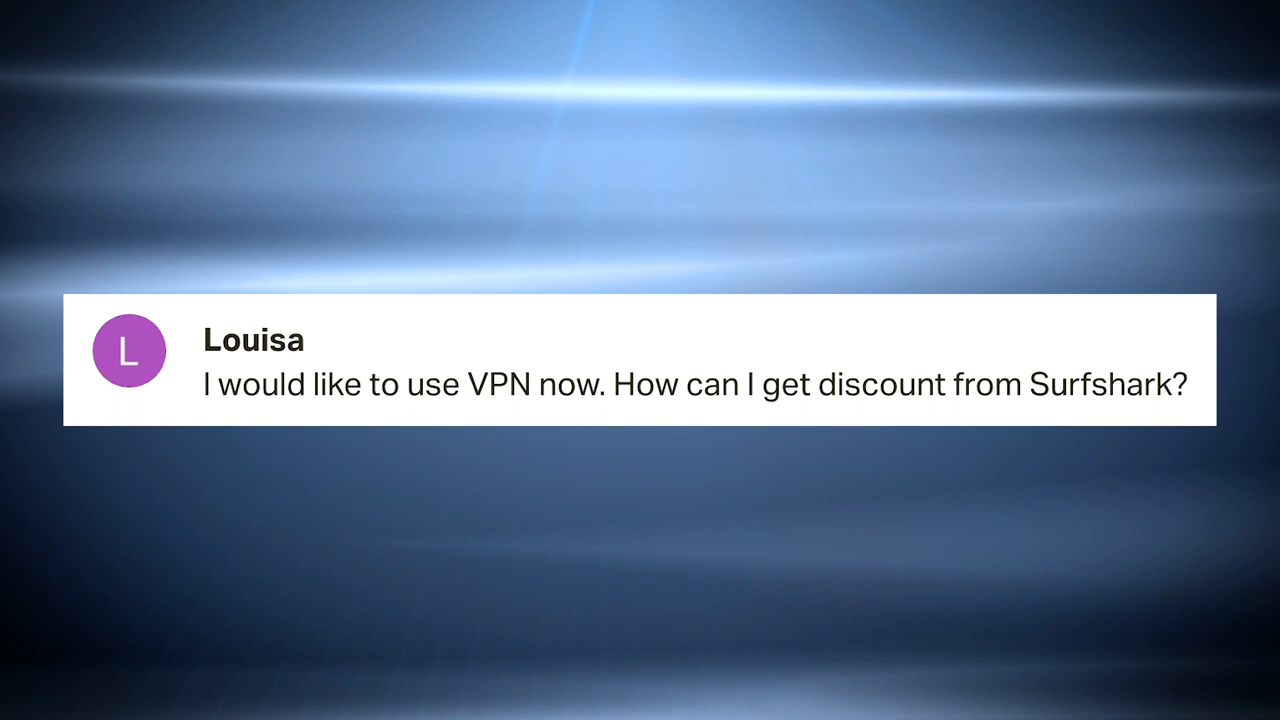 L
Louisa
I would like to use VPN now. How can I get discount from Surfshark?